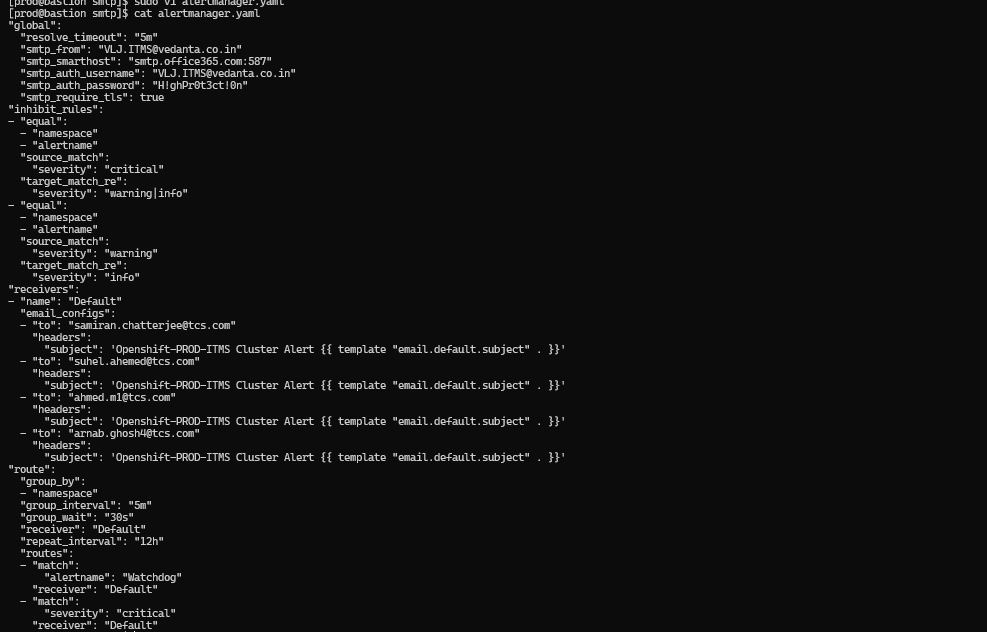 [prod@bastion smtp]$ sudo vi alertmanager.yaml
[prod@bastion smtp]$ cat alertmanager.yaml
"global":
  "resolve_timeout": "5m"
  "smtp_from": "VLJ.ITMS@vedanta.co.in"
  "smtp_smarthost": "smtp.office365.com:587"
  "smtp_auth_username": "VLJ.ITMS@vedanta.co.in"
  "smtp_auth_password": "H!ghPr0t3ct!0n"
  "smtp_require_tls": true
"inhibit_rules":
- "equal":
  - "namespace"
  - "alertname"
  "source_match":
    "severity": "critical"
  "target_match_re":
    "severity": "warning|info"
- "equal":
  - "namespace"
  - "alertname"
  "source_match":
    "severity": "warning"
  "target_match_re":
    "severity": "info"
"receivers":
- "name": "Default"
  "email_configs":
  - "to": "samiran.chatterjee@tcs.com"
    "headers":
      "subject": 'Openshift-PROD-ITMS Cluster Alert {{ template "email.default.subject" . }}'
  - "to": "suhel.ahemed@tcs.com"
    "headers":
      "subject": 'Openshift-PROD-ITMS Cluster Alert {{ template "email.default.subject" . }}'
  - "to": "ahmed.m1@tcs.com"
    "headers":
      "subject": 'Openshift-PROD-ITMS Cluster Alert {{ template "email.default.subject" . }}'
  - "to": "arnab.ghosh4@tcs.com"
    "headers":
      "subject": 'Openshift-PROD-ITMS Cluster Alert {{ template "email.default.subject" . }}'
"route":
  "group_by":
  - "namespace"
  "group_interval": "5m"
  "group_wait": "30s"
  "receiver": "Default"
  "repeat_interval": "12h"
  "routes":
  - "match":
      "alertname": "Watchdog"
    "receiver": "Default"
  - "match":
      "severity": "critical"
    "receiver": "Default"